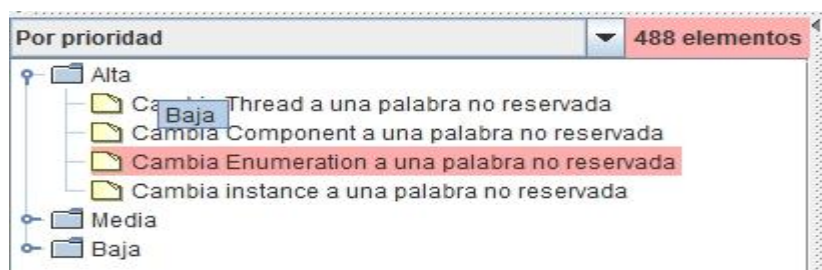 Por prioridad 488 elementos
Alta
Cambia Thread a una palabra no reservada
Baja
Cambia Component a una palabra no reservada
Cambia Enumeration a una palabra no reservada
Cambia instance a una palabra no reservada
Media
Baja